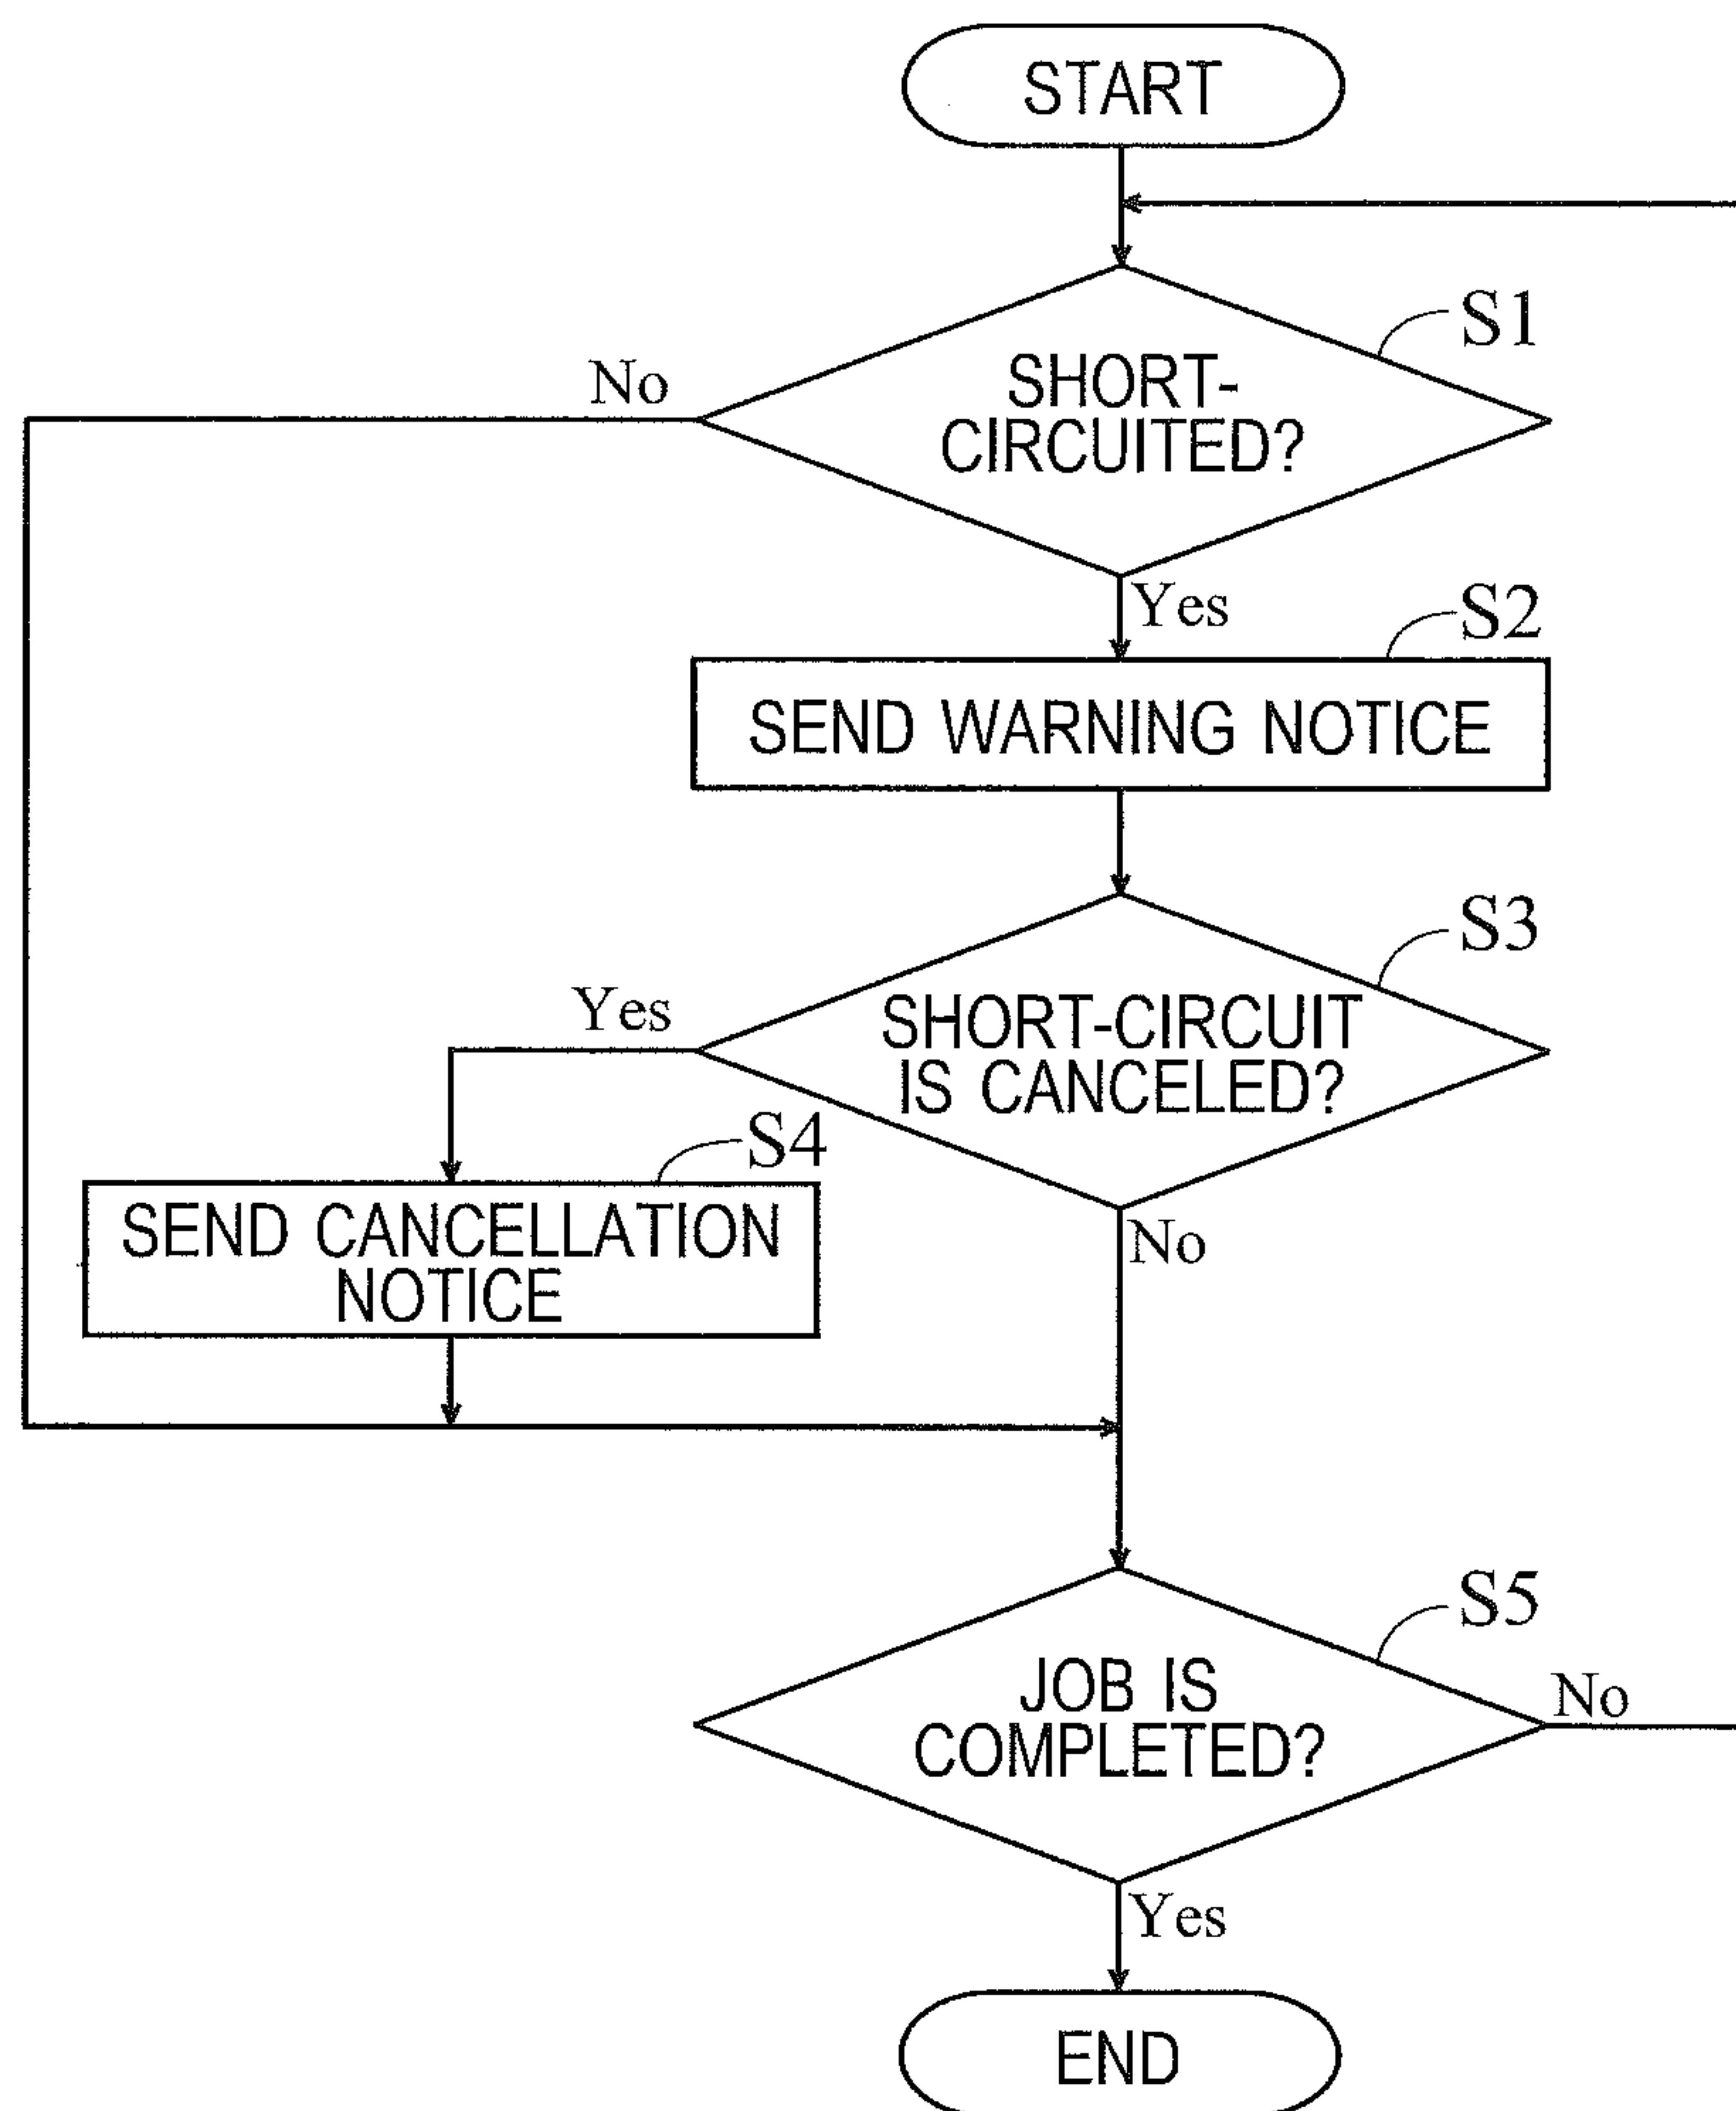 START
S1
No
SHORT-
CIRCUITED?
Yes
S2
SEND WARNING NOTICE
S3
Yes
SHORT-CIRCUIT
IS CANCELED?
S4
SEND CANCELLATION
NOTICE
No
S5
JOB IS
COMPLETED?
No
Yes
END